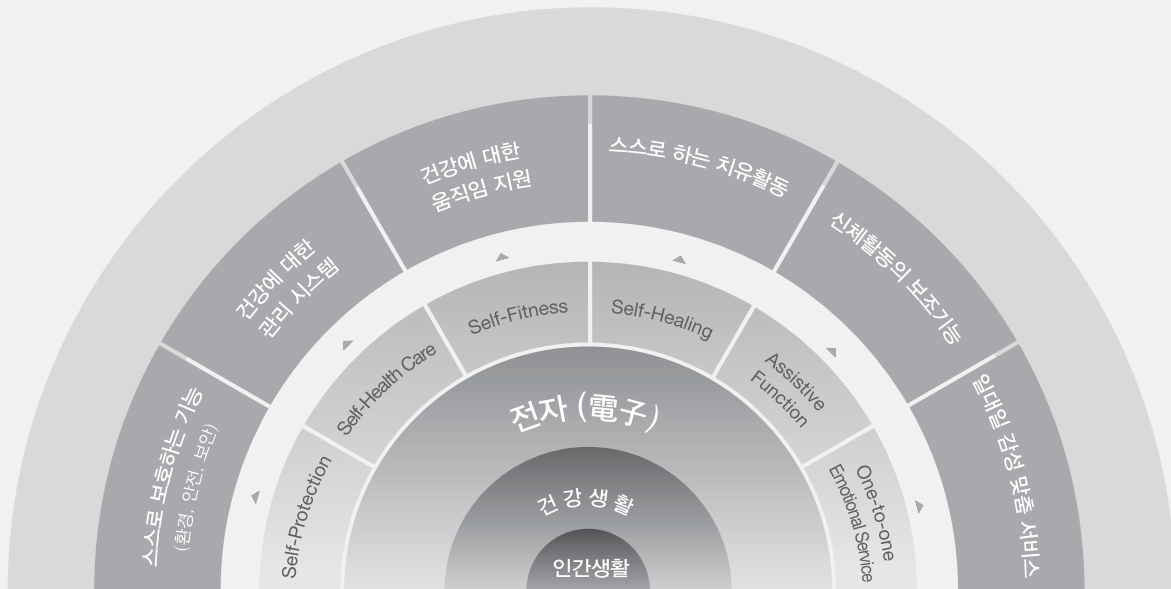 스스로 보호하는 기능
(환경, 안전, 보안)
건강에 대한
관리 시스템
건강에 대한
움직임 지원
스스로 하는 치유활동
신체활동의 보조기능
일대일 감성 맞춤 서비스
Self-Protection
Self-Health Care
Self-Fitness
Self-Healing
Assistive
Function
One-to-one
Emotional Service
전자 (電子)
건강생활
인간생활